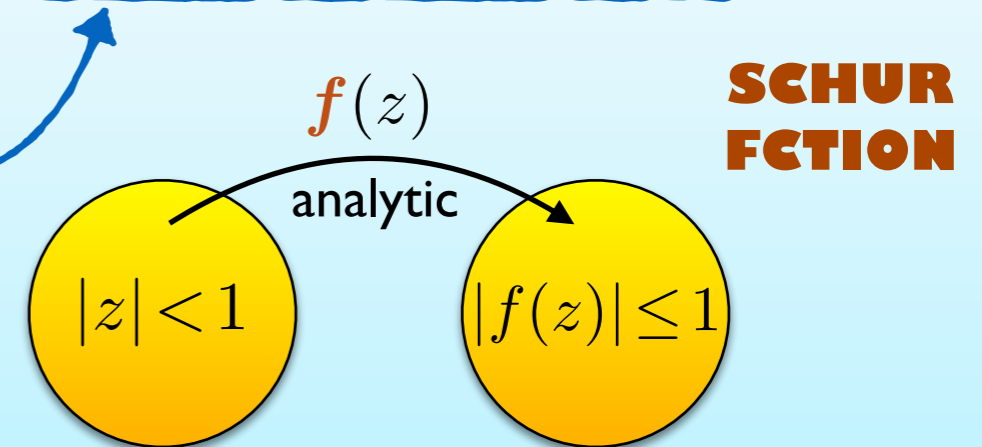 f(z)
SCHUR
FCTION
analytic
|z| < 1
|f(z)| ≤ 1